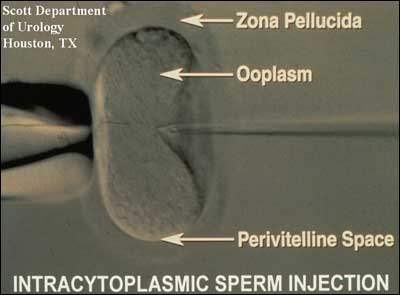 Scott Department
of Urology
Houston, TX
Zona Pellucida
Ooplasm
Perivitelline Space
INTRACYTOPLASMIC SPERM INJECTION